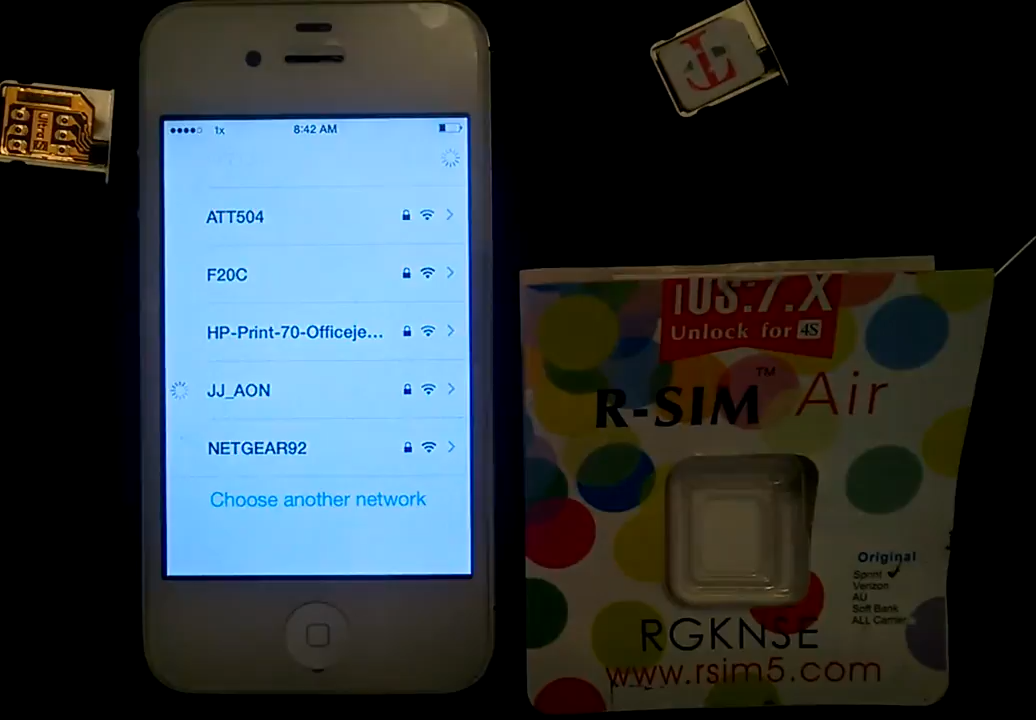 1x
8:42 AM
ATT504
F20C
HP-Print-70-Officeje...
JJ_AON
NETGEAR92
Choose another network
iOS:7.X
Unlock for 4S
R-SIM™ Air
Original
Sprint ✓
Verizon
AU
Soft Bank
ALL Carrier
RGKNSE
www.rsim5.com